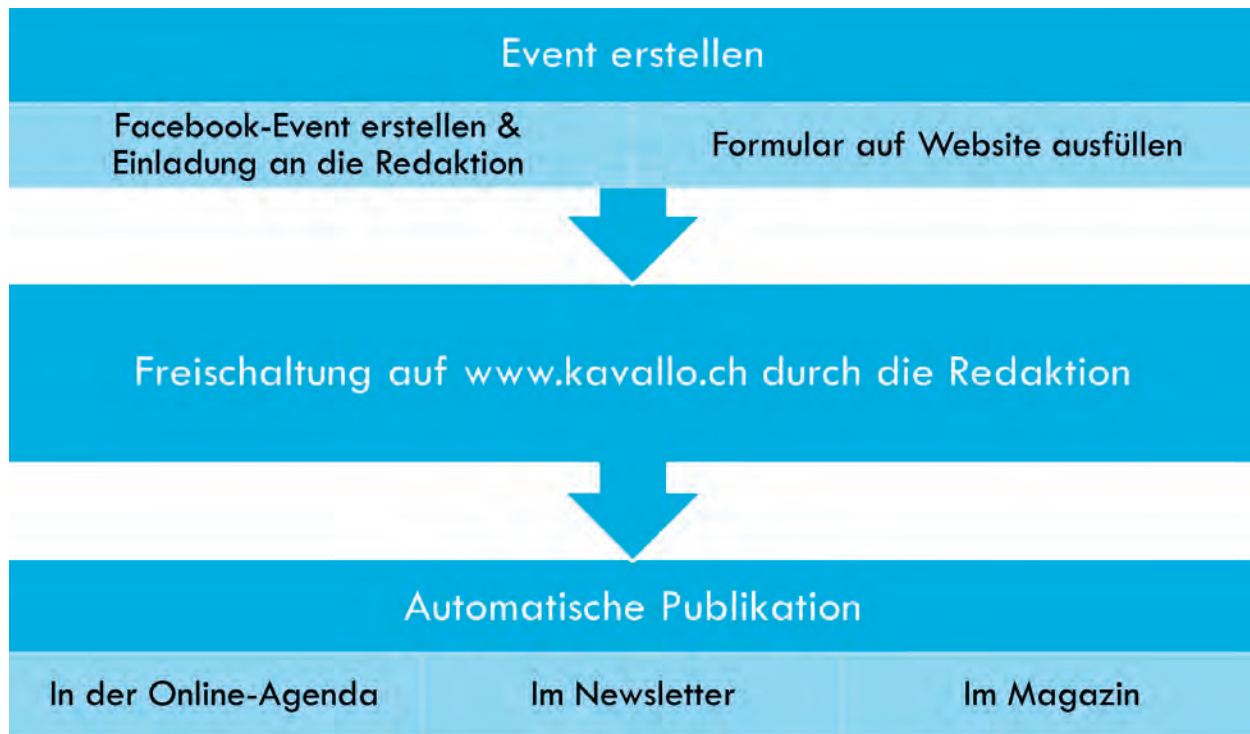 Event erstellen
Facebook-Event erstellen &
Einladung an die Redaktion
Formular auf Website ausfüllen
Freischaltung auf www.kavallo.ch durch die Redaktion
Automatische Publikation
In der Online-Agenda
Im Newsletter
Im Magazin